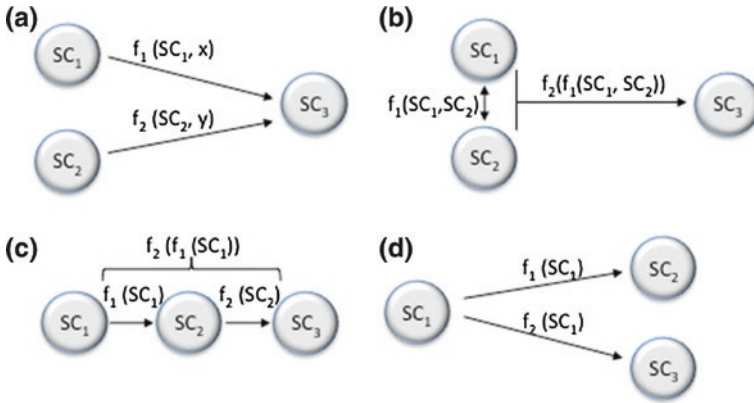 (a)
SC₁
f₁ (SC₁, x)
f₂ (SC₂, y)
SC₂
SC₃
(b)
SC₁
f₁(SC₁,SC₂)
SC₂
f₂(f₁(SC₁, SC₂))
SC₃
(c)
f₂ (f₁ (SC₁))
f₁ (SC₁) f₂ (SC₂)
SC₁ SC₂ SC₃
(d)
SC₁
f₁ (SC₁)
f₂ (SC₁)
SC₂
SC₃